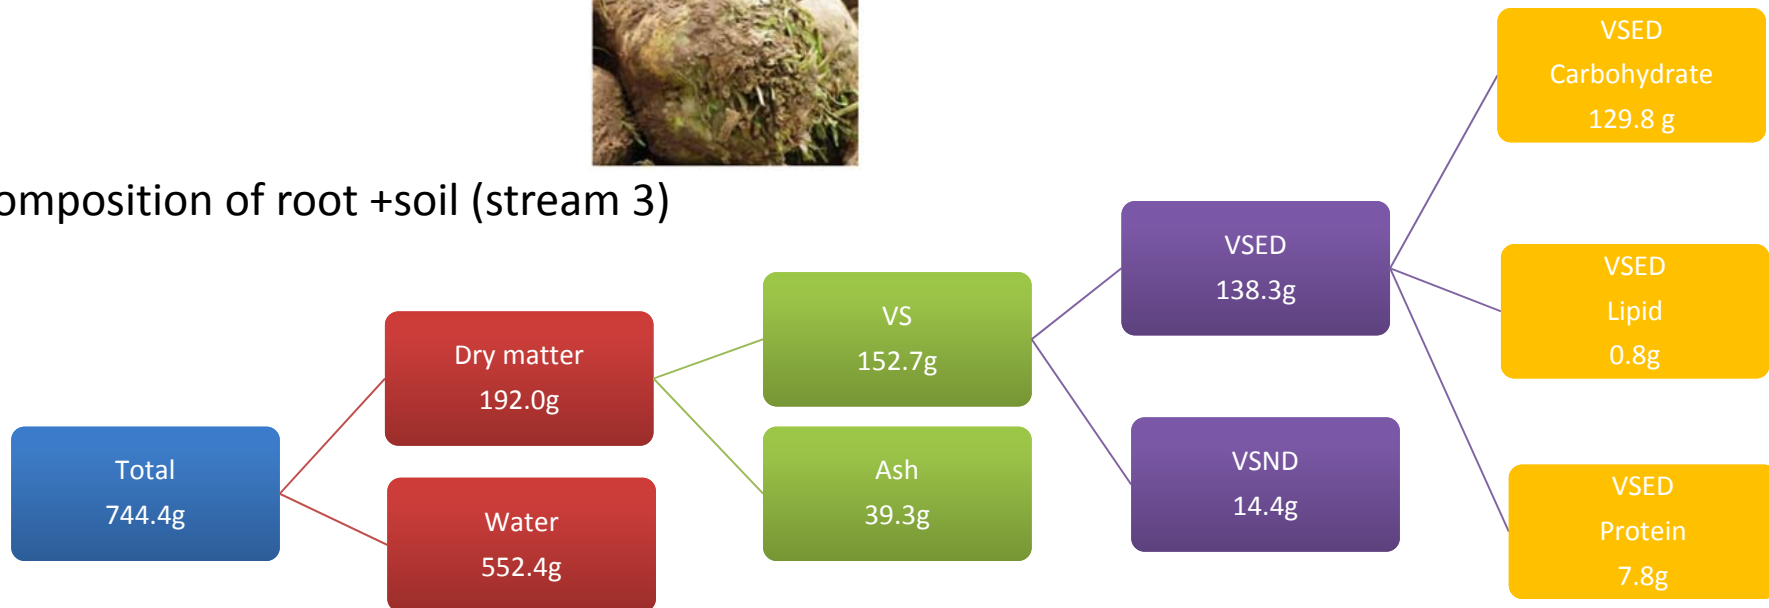 omposition of root +soil (stream 3)
Total
744.4g
Dry matter
192.0g
Water
552.4g
VS
152.7g
Ash
39.3g
VSED
138.3g
VSND
14.4g
VSED
Carbohydrate
129.8 g
VSED
Lipid
0.8g
VSED
Protein
7.8g